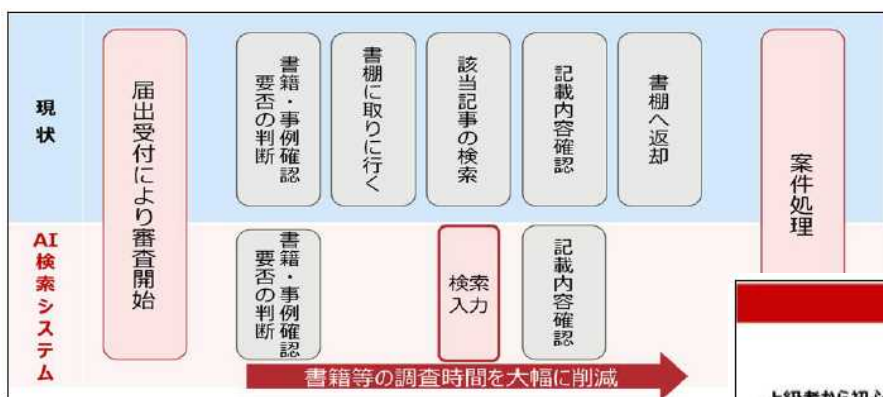 現状
届出受付により審査開始
書籍・事例確認
要否の判断
書棚に取りに行く
該当記事の検索
記載内容確認
書棚へ返却
案件処理
AI検索システム
書籍・事例確認
要否の判断
検索
入力
記載内容確認
書籍等の調査時間を大幅に削減